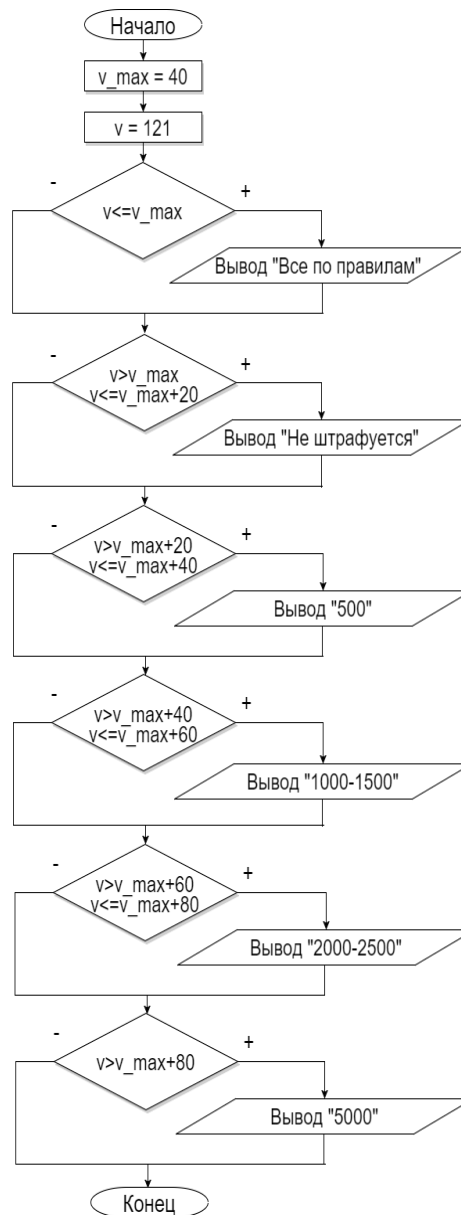 Начало
v_max = 40
v = 121
-
+
v<=v_max
Вывод "Все по правилам"
-
+
v>v_max
v<=v_max+20
Вывод "Не штрафуется"
-
+
v>v_max+20
v<=v_max+40
Вывод "500"
-
+
v>v_max+40
v<=v_max+60
Вывод "1000-1500"
-
+
v>v_max+60
v<=v_max+80
Вывод "2000-2500"
-
+
v>v_max+80
Вывод "5000"
Конец